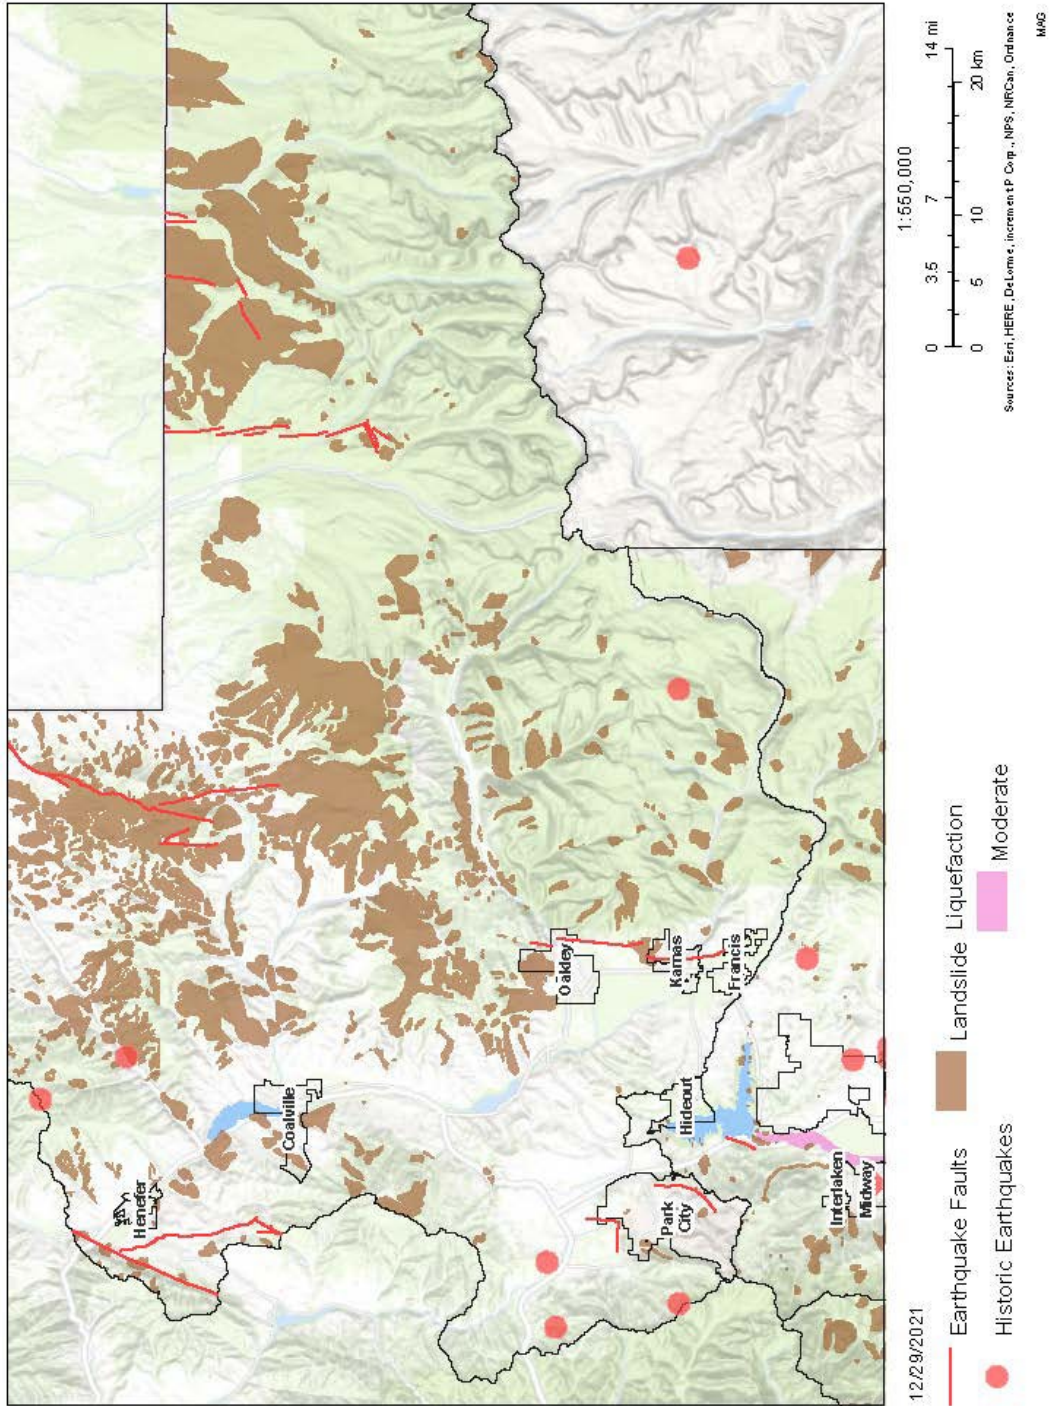 Henefer
Coalville
Oakley
Kamas
Francis
Hideout
Park
City
Interlaken
Midway
12/29/2021
1:550,000
0 3.5 7 14 mi
0 5 10 20 km
Earthquake Faults
Historic Earthquakes
Landslide
Liquefaction
Moderate
Sources: Esri, HERE, DeLorme, increment P Corp., NPS, NRCan, Ordnance
MAG